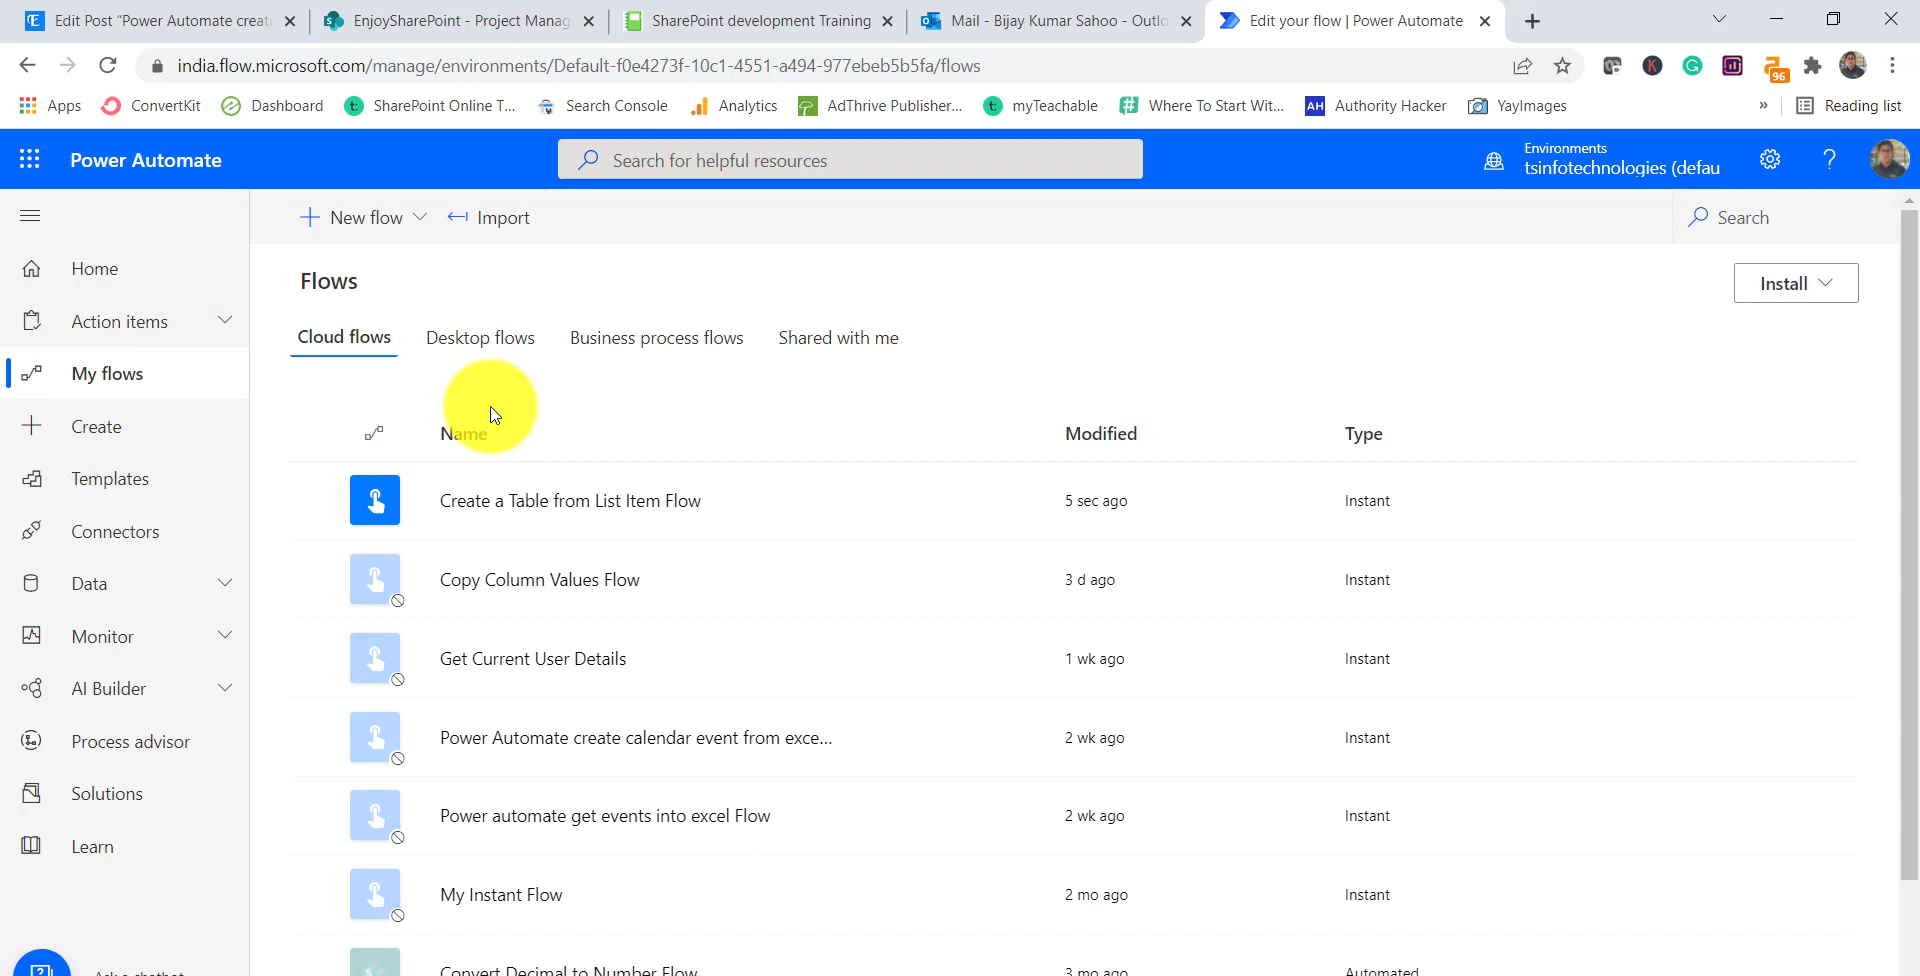 Edit Post "Power Automate create
EnjoySharePoint - Project Manag
SharePoint development Training
Mail - Bijay Kumar Sahoo - Outlo
Edit your flow | Power Automate
india.flow.microsoft.com/manage/environments/Default-f0e4273f-10c1-4551-a494-977ebeb5b5fa/flows
96
Apps
ConvertKit
Dashboard
SharePoint Online T...
Search Console
Analytics
AdThrive Publisher...
myTeachable
Where To Start Wit...
AH
Authority Hacker
YayImages
»
Reading list
Power Automate
Search for helpful resources
Environments
tsinfotechnologies (defau
?
New flow
Import
Search
Home
Action items
My flows
Create
Templates
Connectors
Data
Monitor
AI Builder
Process advisor
Solutions
Learn
Flows
Install
Cloud flows
Desktop flows
Business process flows
Shared with me
Name
Modified
Type
Create a Table from List Item Flow
5 sec ago
Instant
Copy Column Values Flow
3 d ago
Instant
Get Current User Details
1 wk ago
Instant
Power Automate create calendar event from exce...
2 wk ago
Instant
Power automate get events into excel Flow
2 wk ago
Instant
My Instant Flow
2 mo ago
Instant
Convert Decimal to Number Flow
3 mo ago
Automated
Ask a chatbot